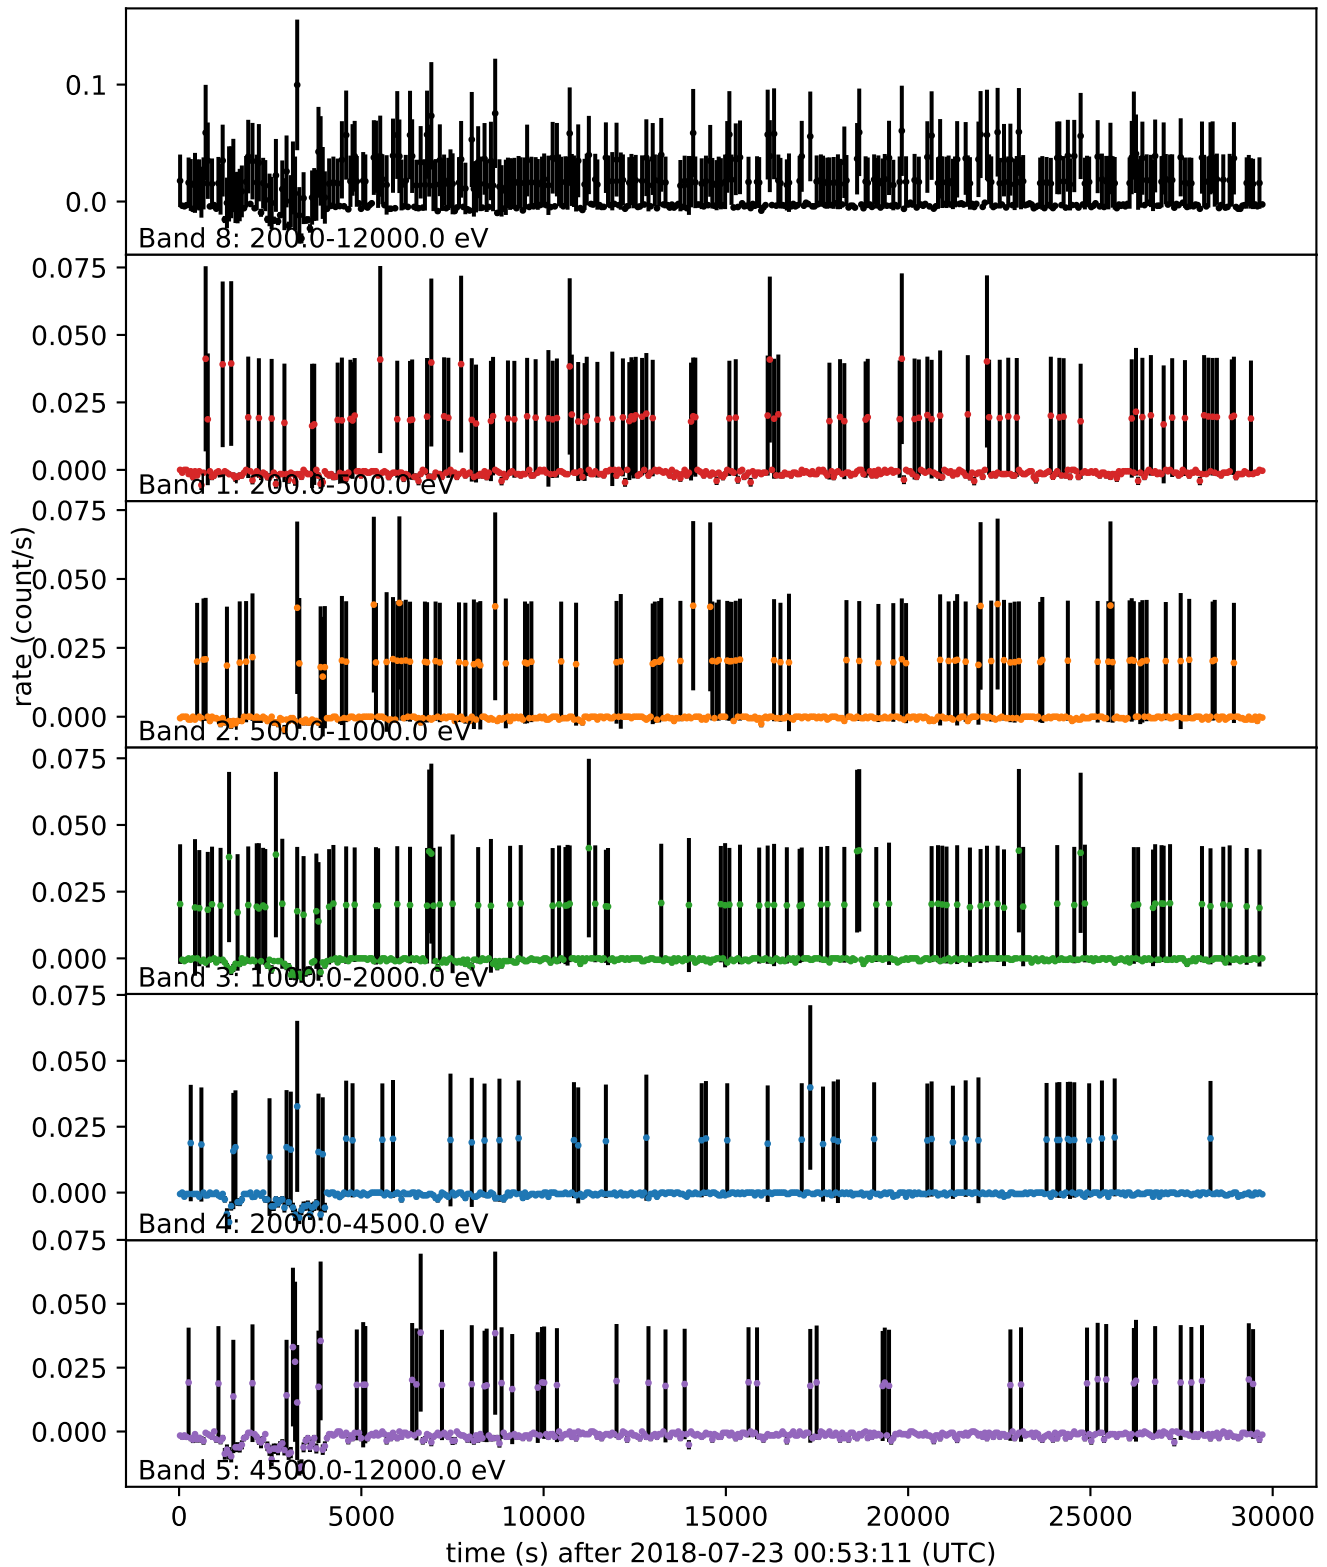 0.1
0.0
Band 8: 200.0-12000.0 eV
0.075
0.050
0.025
0.000
Band 1: 200.0-500.0 eV
0.075
0.050
0.025
0.000
Band 2: 500.0-1000.0 eV
rate (count/s)
0.075
0.050
0.025
0.000
Band 3: 1000.0-2000.0 eV
0.075
0.050
0.025
0.000
Band 4: 2000.0-4500.0 eV
0.075
0.050
0.025
0.000
Band 5: 4500.0-12000.0 eV
0 5000 10000 15000 20000 25000 30000
time (s) after 2018-07-23 00:53:11 (UTC)